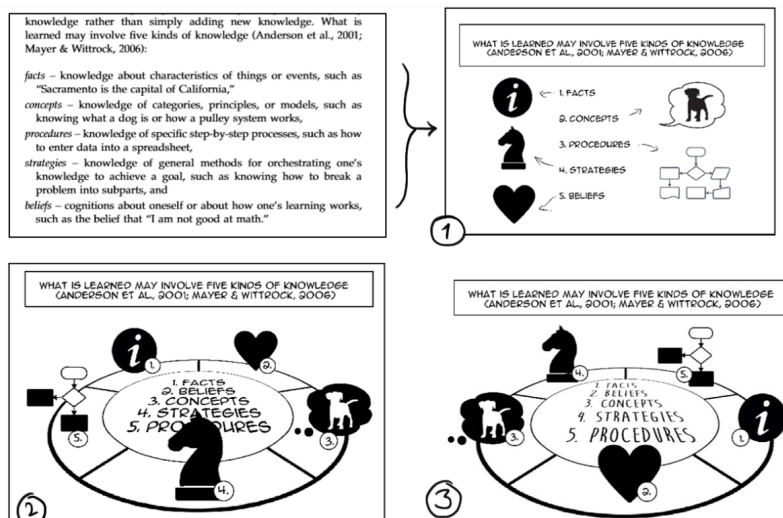 knowledge rather than simply adding new knowledge. What is
learned may involve five kinds of knowledge (Anderson et al., 2001;
Mayer & Wittrock, 2006):
facts – knowledge about characteristics of things or events, such as
"Sacramento is the capital of California,"
concepts – knowledge of categories, principles, or models, such as
knowing what a dog is or how a pulley system works,
procedures – knowledge of specific step-by-step processes, such as how
to enter data into a spreadsheet,
strategies – knowledge of general methods for orchestrating one's
knowledge to achieve a goal, such as knowing how to break a
problem into subparts, and
beliefs – cognitions about oneself or about how one's learning works,
such as the belief that "I am not good at math."
WHAT IS LEARNED MAY INVOLVE FIVE KINDS OF KNOWLEDGE
(ANDERSON ET AL., 2001; MAYER & WITTROCK, 2006)
i
1. FACTS
2. CONCEPTS
3. PROCEDURES
4. STRATEGIES
5. BELIEFS
1
WHAT IS LEARNED MAY INVOLVE FIVE KINDS OF KNOWLEDGE
(ANDERSON ET AL., 2001; MAYER & WITTROCK, 2006)
i
1.
2.
1. FACTS
2. BELIEFS
3. CONCEPTS
4. STRATEGIES
5. PROCEDURES
5.
3.
4.
2
WHAT IS LEARNED MAY INVOLVE FIVE KINDS OF KNOWLEDGE
(ANDERSON ET AL., 2001; MAYER & WITTROCK, 2006)
4.
5.
1. FACTS
2. BELIEFS
3. CONCEPTS
4. STRATEGIES
5. PROCEDURES
i
3.
1.
2.
3